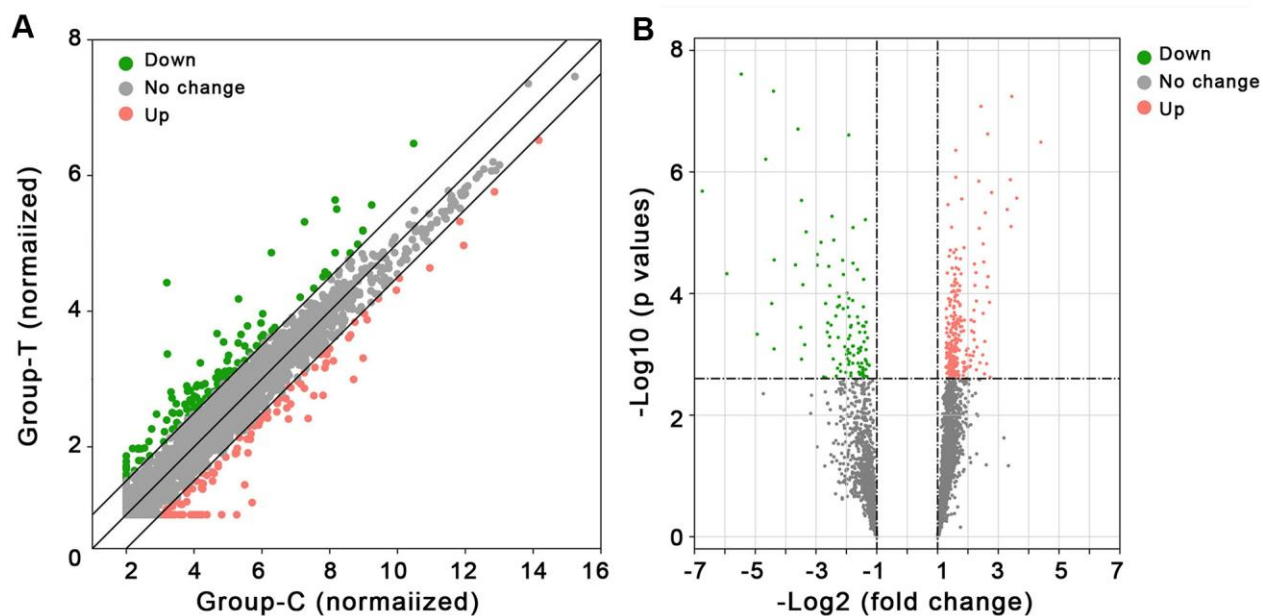 A
8
6
4
2
0
Down
No change
Up
Group-T (normaiized)
2 4 6 8 10 12 14 16
Group-C (normaiized)
B
8
6
4
2
0
-Log10 (p values)
-7 -5 -3 -1 1 3 5 7
-Log2 (fold change)
Down
No change
Up